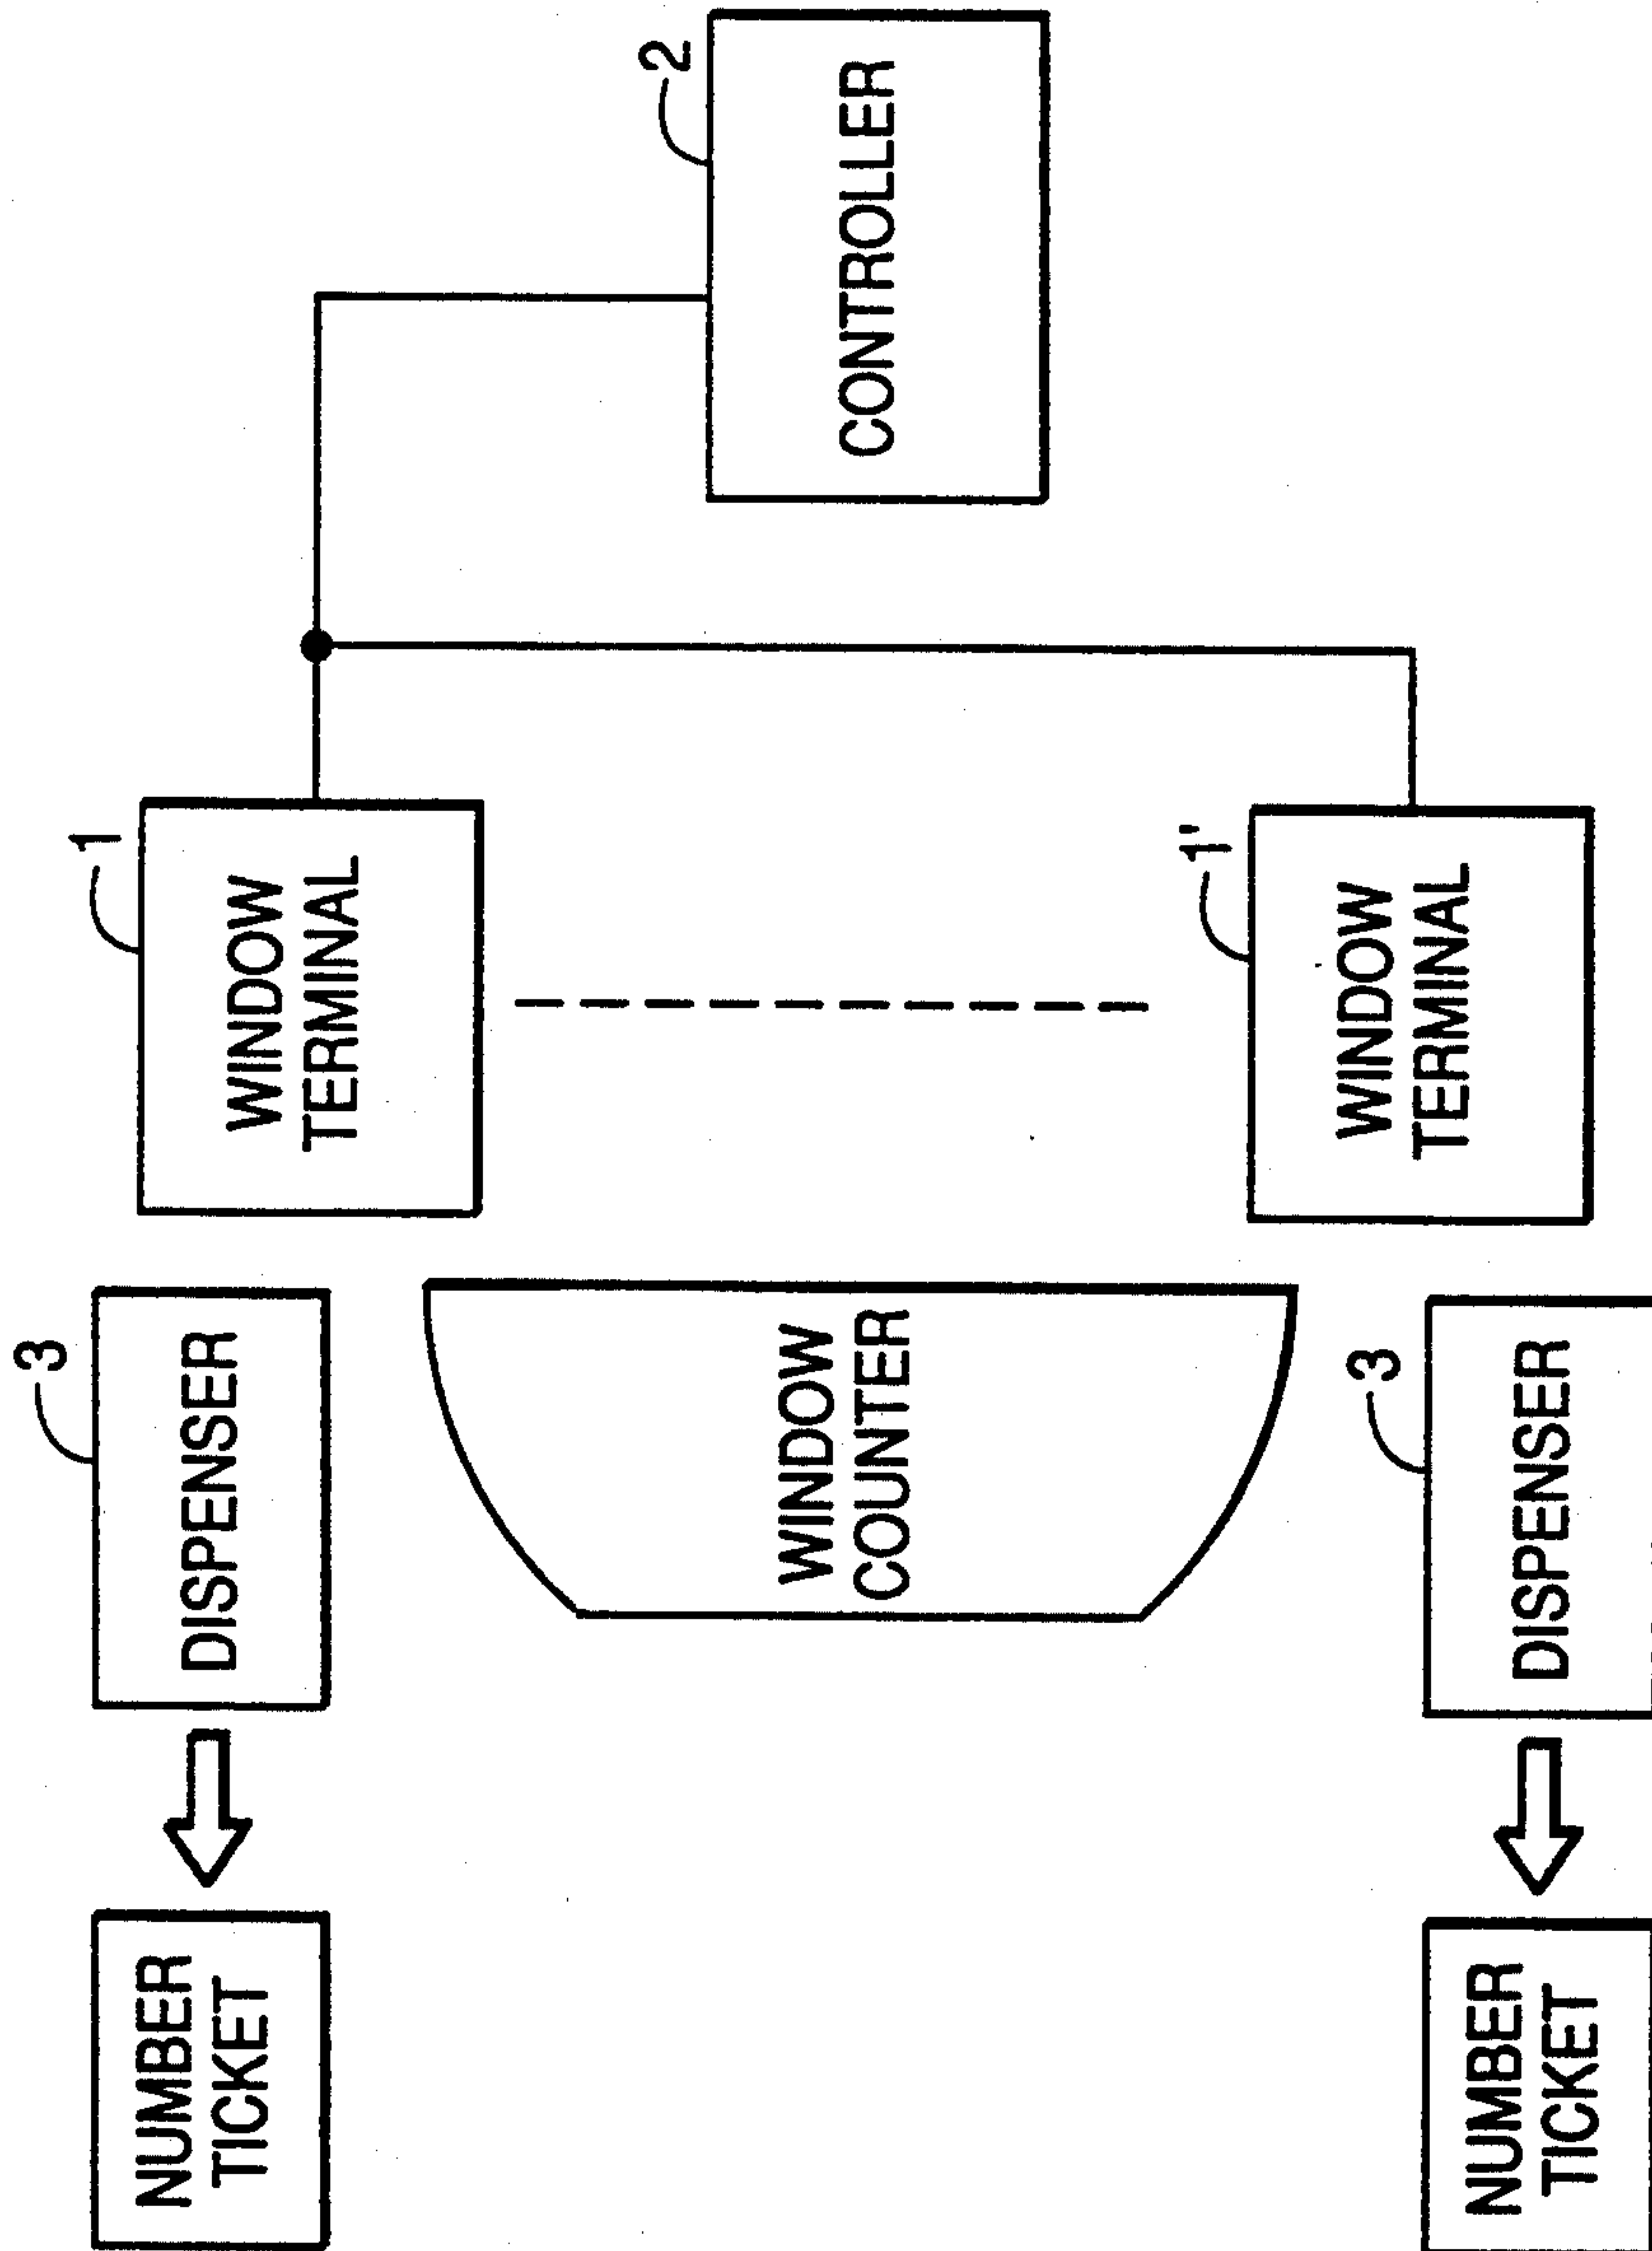 NUMBER
TICKET
3
DISPENSER
1
WINDOW
TERMINAL
WINDOW
COUNTER
2
CONTROLLER
NUMBER
TICKET
3
DISPENSER
1'
WINDOW
TERMINAL